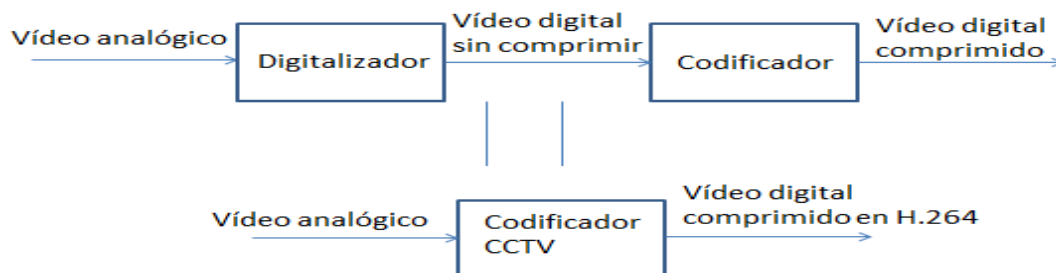 Vídeo analógico
Digitalizador
Vídeo digital
sin comprimir
Codificador
Vídeo digital
comprimido
Vídeo analógico
Codificador
CCTV
Vídeo digital
comprimido en H.264